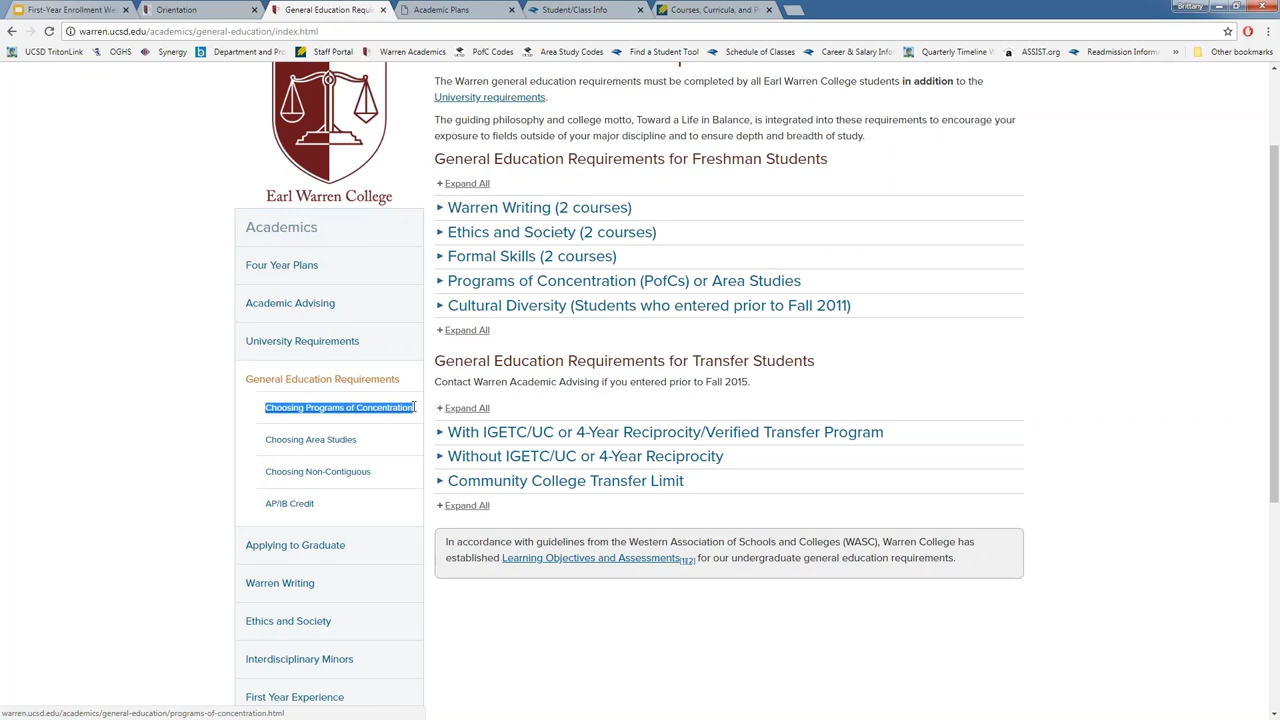 First-Year Enrollment We
Orientation
General Education Requi
Academic Plans
Student/Class Info
Courses, Curricula, and P
Brittany
warren.ucsd.edu/academics/general-education/index.html
UCSD TritonLink
OGHS
Synergy
Department and Pro
Staff Portal
Warren Academics
PofC Codes
Area Study Codes
Find a Student Tool
Schedule of Classes
Career & Salary Info
Quarterly Timeline
ASSIST.org
Readmission Inform
»
Other bookmarks
The Warren general education requirements must be completed by all Earl Warren College students in addition to the
University requirements.
The guiding philosophy and college motto, Toward a Life in Balance, is integrated into these requirements to encourage your
exposure to fields outside of your major discipline and to ensure depth and breadth of study.
General Education Requirements for Freshman Students
+ Expand All
Warren Writing (2 courses)
Ethics and Society (2 courses)
Formal Skills (2 courses)
Programs of Concentration (PofCs) or Area Studies
Cultural Diversity (Students who entered prior to Fall 2011)
+ Expand All
General Education Requirements for Transfer Students
Contact Warren Academic Advising if you entered prior to Fall 2015.
+ Expand All
With IGETC/UC or 4-Year Reciprocity/Verified Transfer Program
Without IGETC/UC or 4-Year Reciprocity
Community College Transfer Limit
+ Expand All
In accordance with guidelines from the Western Association of Schools and Colleges (WASC), Warren College has
established Learning Objectives and Assessments[1][2] for our undergraduate general education requirements.
Earl Warren College
Academics
Four Year Plans
Academic Advising
University Requirements
General Education Requirements
Choosing Programs of Concentration
Choosing Area Studies
Choosing Non-Contiguous
AP/IB Credit
Applying to Graduate
Warren Writing
Ethics and Society
Interdisciplinary Minors
First Year Experience
warren.ucsd.edu/academics/general-education/programs-of-concentration.html